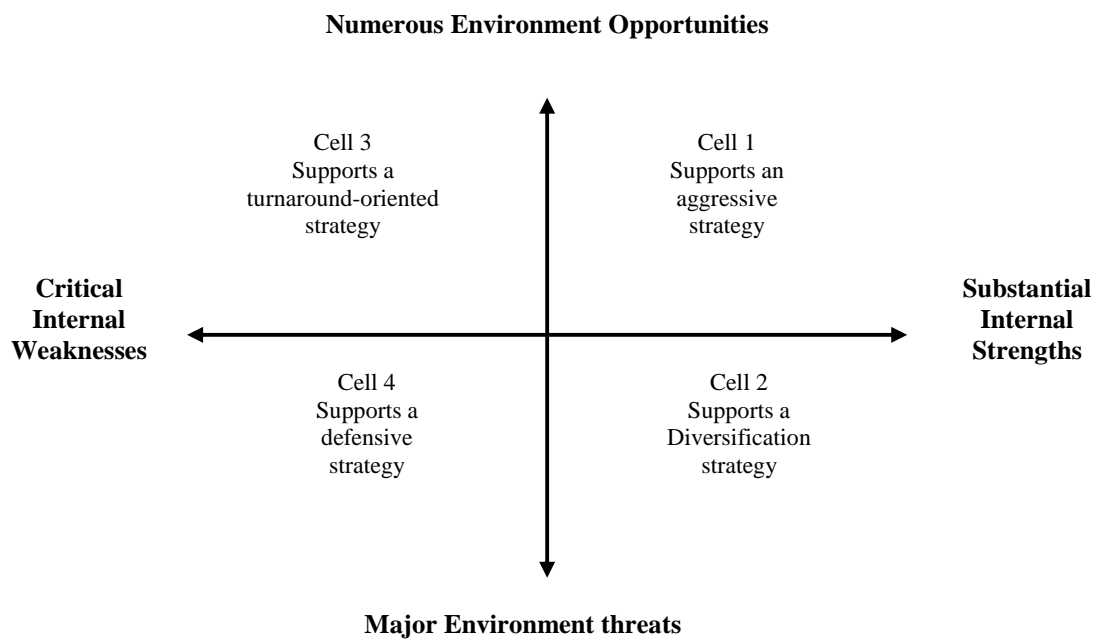 Numerous Environment Opportunities
Cell 3
Supports a
turnaround-oriented
strategy
Cell 1
Supports an
aggressive
strategy
Critical
Internal
Weaknesses
Substantial
Internal
Strengths
Cell 4
Supports a
defensive
strategy
Cell 2
Supports a
Diversification
strategy
Major Environment threats